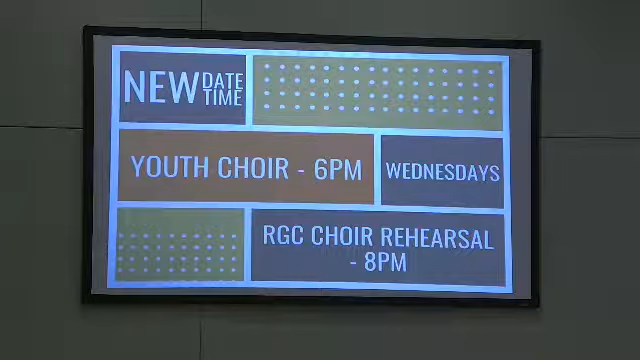 NEW DATE
TIME
YOUTH CHOIR - 6PM
WEDNESDAYS
RGC CHOIR REHEARSAL
- 8PM